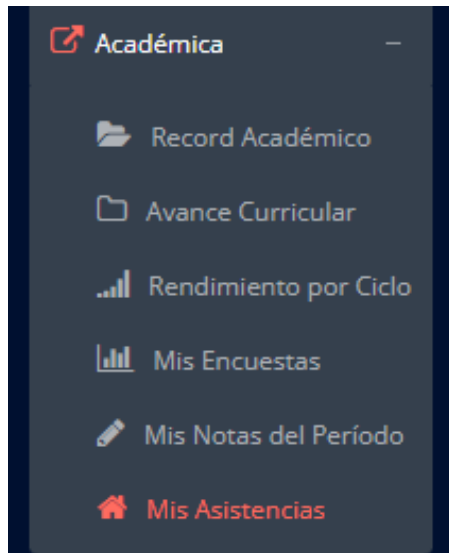 Académica
Record Académico
Avance Curricular
Rendimiento por Ciclo
Mis Encuestas
Mis Notas del Período
Mis Asistencias